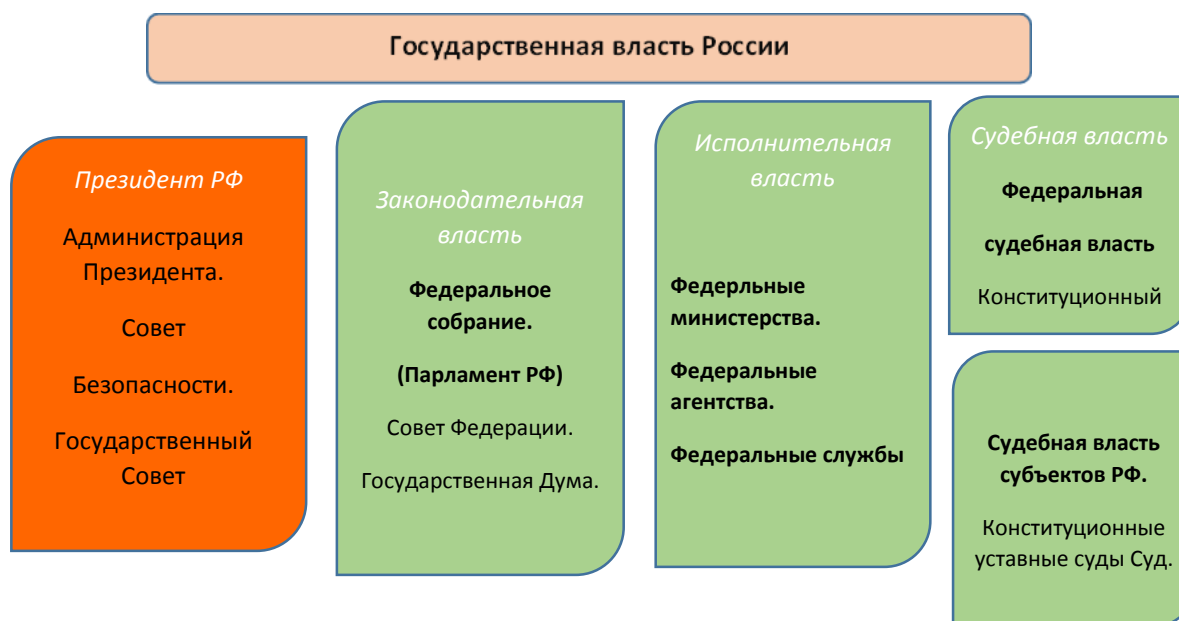 Государственная власть России
Президент РФ
Администрация
Президента.
Совет
Безопасности.
Государственный
Совет
Законодательная
власть
Федеральное
собрание.
(Парламент РФ)
Совет Федерации.
Государственная Дума.
Исполнительная
власть
Федерльные
министерства.
Федеральные
агентства.
Федеральные службы
Судебная власть
Федеральная
судебная власть
Конституционный
Судебная власть
субъектов РФ.
Конституционные
уставные суды Суд.